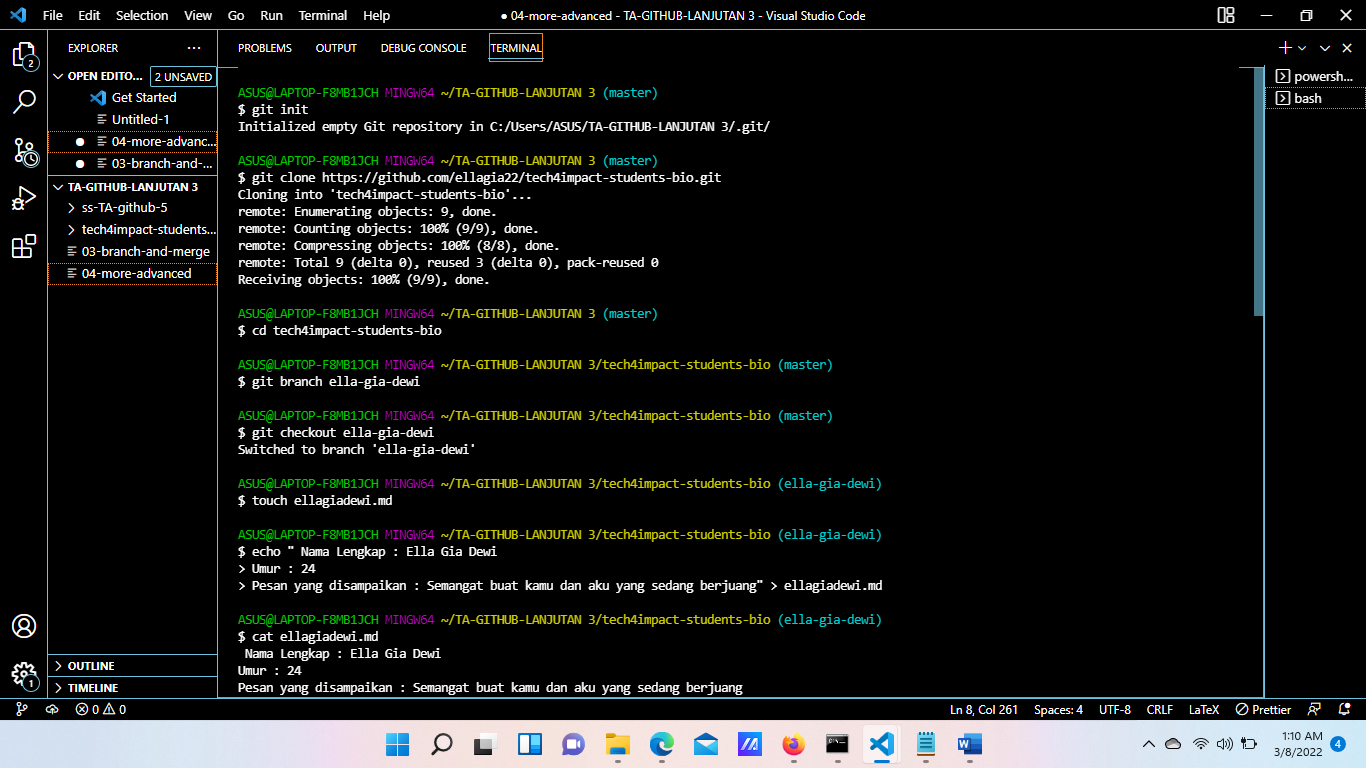 File Edit Selection View Go Run Terminal Help
● 04-more-advanced - TA-GITHUB-LANJUTAN 3 - Visual Studio Code
EXPLORER
OPEN EDITO... 2 UNSAVED
Get Started
Untitled-1
04-more-advanc...
03-branch-and-...
TA-GITHUB-LANJUTAN 3
ss-TA-github-5
tech4impact-students...
03-branch-and-merge
04-more-advanced
OUTLINE
TIMELINE
2
1
PROBLEMS OUTPUT DEBUG CONSOLE TERMINAL
ASUS@LAPTOP-F8MB1JCH MINGW64 ~/TA-GITHUB-LANJUTAN 3 (master)
$ git init
Initialized empty Git repository in C:/Users/ASUS/TA-GITHUB-LANJUTAN 3/.git/
ASUS@LAPTOP-F8MB1JCH MINGW64 ~/TA-GITHUB-LANJUTAN 3 (master)
$ git clone https://github.com/ellagia22/tech4impact-students-bio.git
Cloning into 'tech4impact-students-bio'...
remote: Enumerating objects: 9, done.
remote: Counting objects: 100% (9/9), done.
remote: Compressing objects: 100% (8/8), done.
remote: Total 9 (delta 0), reused 3 (delta 0), pack-reused 0
Receiving objects: 100% (9/9), done.
ASUS@LAPTOP-F8MB1JCH MINGW64 ~/TA-GITHUB-LANJUTAN 3 (master)
$ cd tech4impact-students-bio
ASUS@LAPTOP-F8MB1JCH MINGW64 ~/TA-GITHUB-LANJUTAN 3/tech4impact-students-bio (master)
$ git branch ella-gia-dewi
ASUS@LAPTOP-F8MB1JCH MINGW64 ~/TA-GITHUB-LANJUTAN 3/tech4impact-students-bio (master)
$ git checkout ella-gia-dewi
Switched to branch 'ella-gia-dewi'
ASUS@LAPTOP-F8MB1JCH MINGW64 ~/TA-GITHUB-LANJUTAN 3/tech4impact-students-bio (ella-gia-dewi)
$ touch ellagiadewi.md
ASUS@LAPTOP-F8MB1JCH MINGW64 ~/TA-GITHUB-LANJUTAN 3/tech4impact-students-bio (ella-gia-dewi)
$ echo " Nama Lengkap : Ella Gia Dewi
> Umur : 24
> Pesan yang disampaikan : Semangat buat kamu dan aku yang sedang berjuang" > ellagiadewi.md
ASUS@LAPTOP-F8MB1JCH MINGW64 ~/TA-GITHUB-LANJUTAN 3/tech4impact-students-bio (ella-gia-dewi)
$ cat ellagiadewi.md
Nama Lengkap : Ella Gia Dewi
Umur : 24
Pesan yang disampaikan : Semangat buat kamu dan aku yang sedang berjuang
powersh...
bash
0 0
Ln 8, Col 261 Spaces: 4 UTF-8 CRLF LaTeX Prettier
1:10 AM
3/8/2022 4